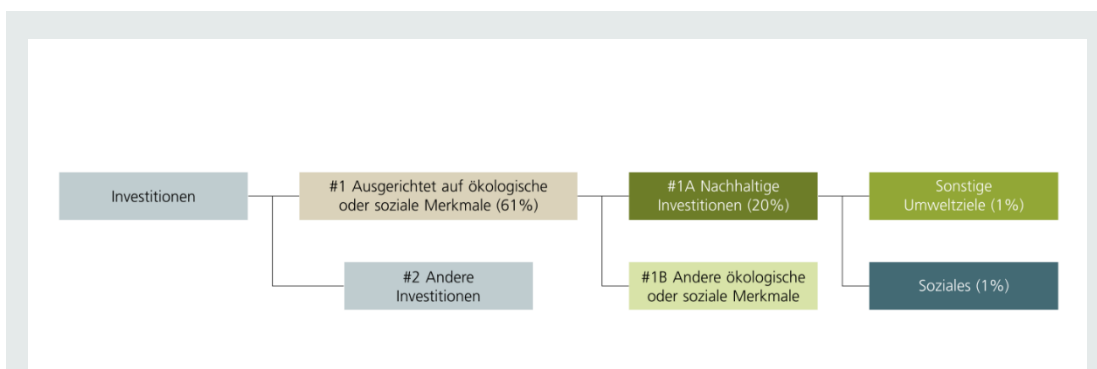 Investitionen
#1 Ausgerichtet auf ökologische
oder soziale Merkmale (61%)
#1A Nachhaltige
Investitionen (20%)
Sonstige
Umweltziele (1%)
#2 Andere
Investitionen
#1B Andere ökologische
oder soziale Merkmale
Soziales (1%)